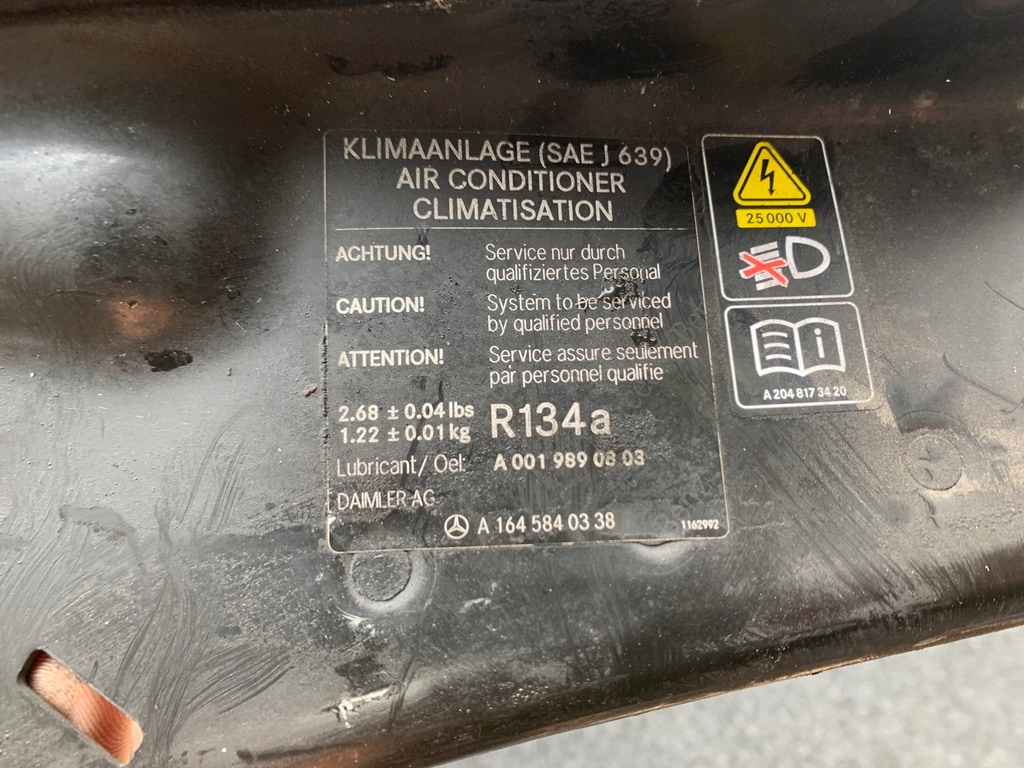 KLIMAANLAGE (SAE J 639)
AIR CONDITIONER
CLIMATISATION
ACHTUNG! Service nur durch
qualifiziertes Personal
CAUTION! System to be serviced
by qualified personnel
ATTENTION! Service assure seulement
par personnel qualifie
2.68 ± 0.04 lbs
1.22 ± 0.01 kg R134a
Lubricant/ Oel: A 001 989 08 03
DAIMLER AG
A 164 584 03 38 1162992
25 000 V
A 204 817 34 20